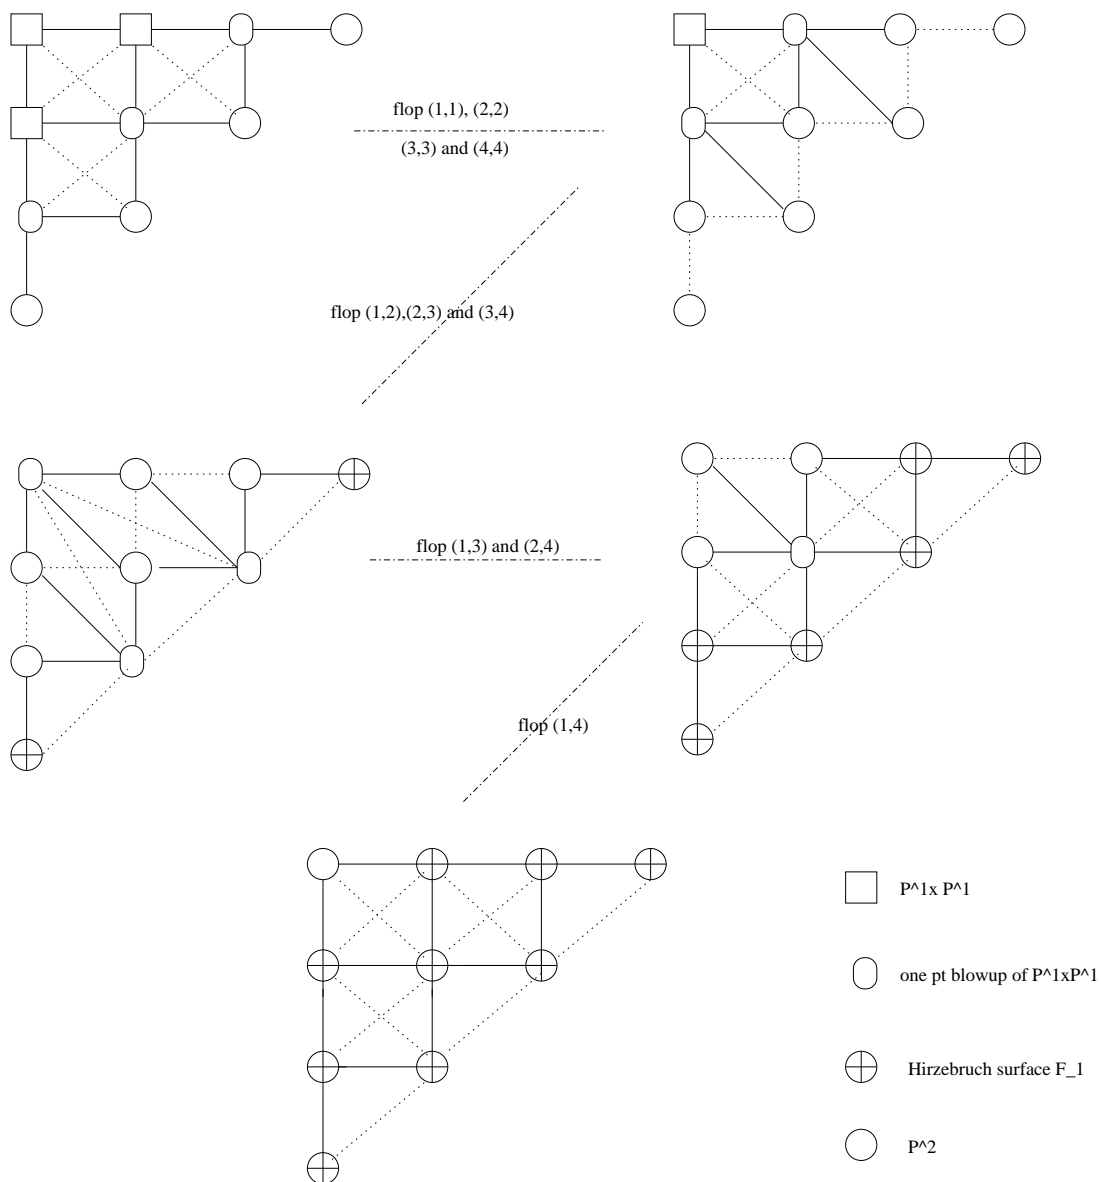 flop (1,1), (2,2)
(3,3) and (4,4)
flop (1,2),(2,3) and (3,4)
flop (1,3) and (2,4)
flop (1,4)
P^1x P^1
one pt blowup of P^1xP^1
Hirzebruch surface F_1
P^2